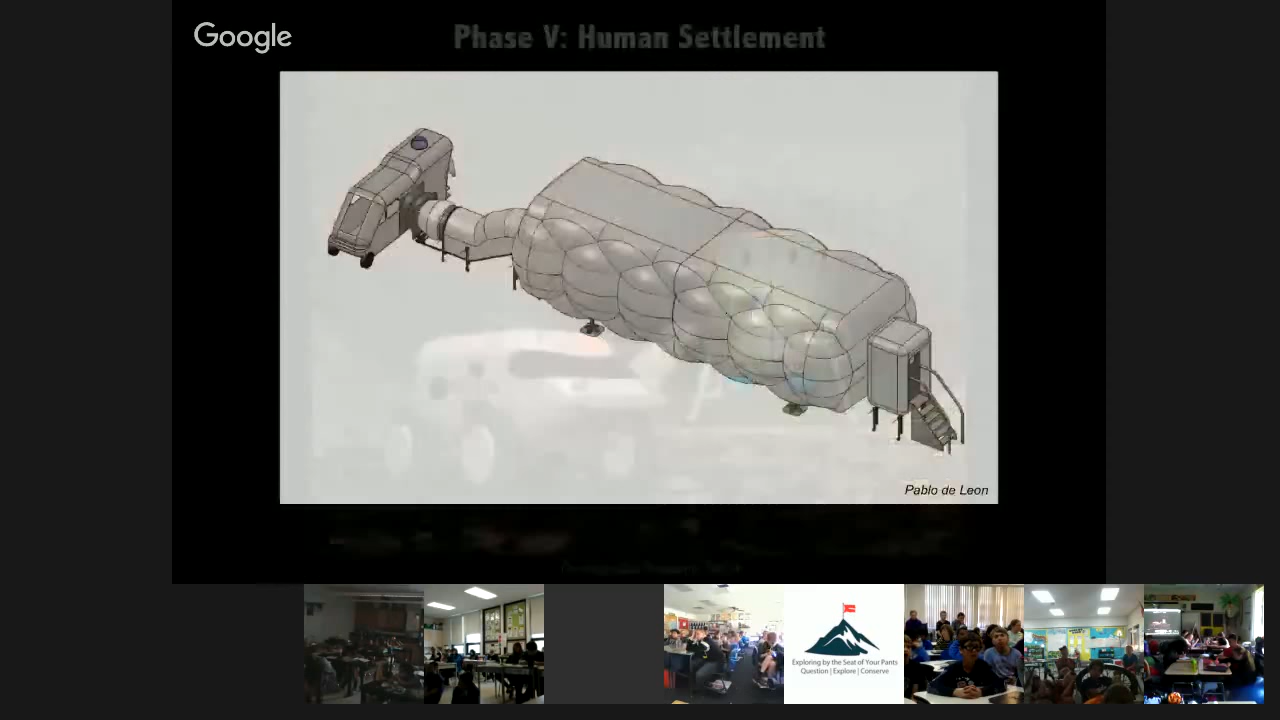 Google
Phase V: Human Settlement
Pablo de Leon
Exploring by the Seat of Your Pants
Question | Explore | Conserve